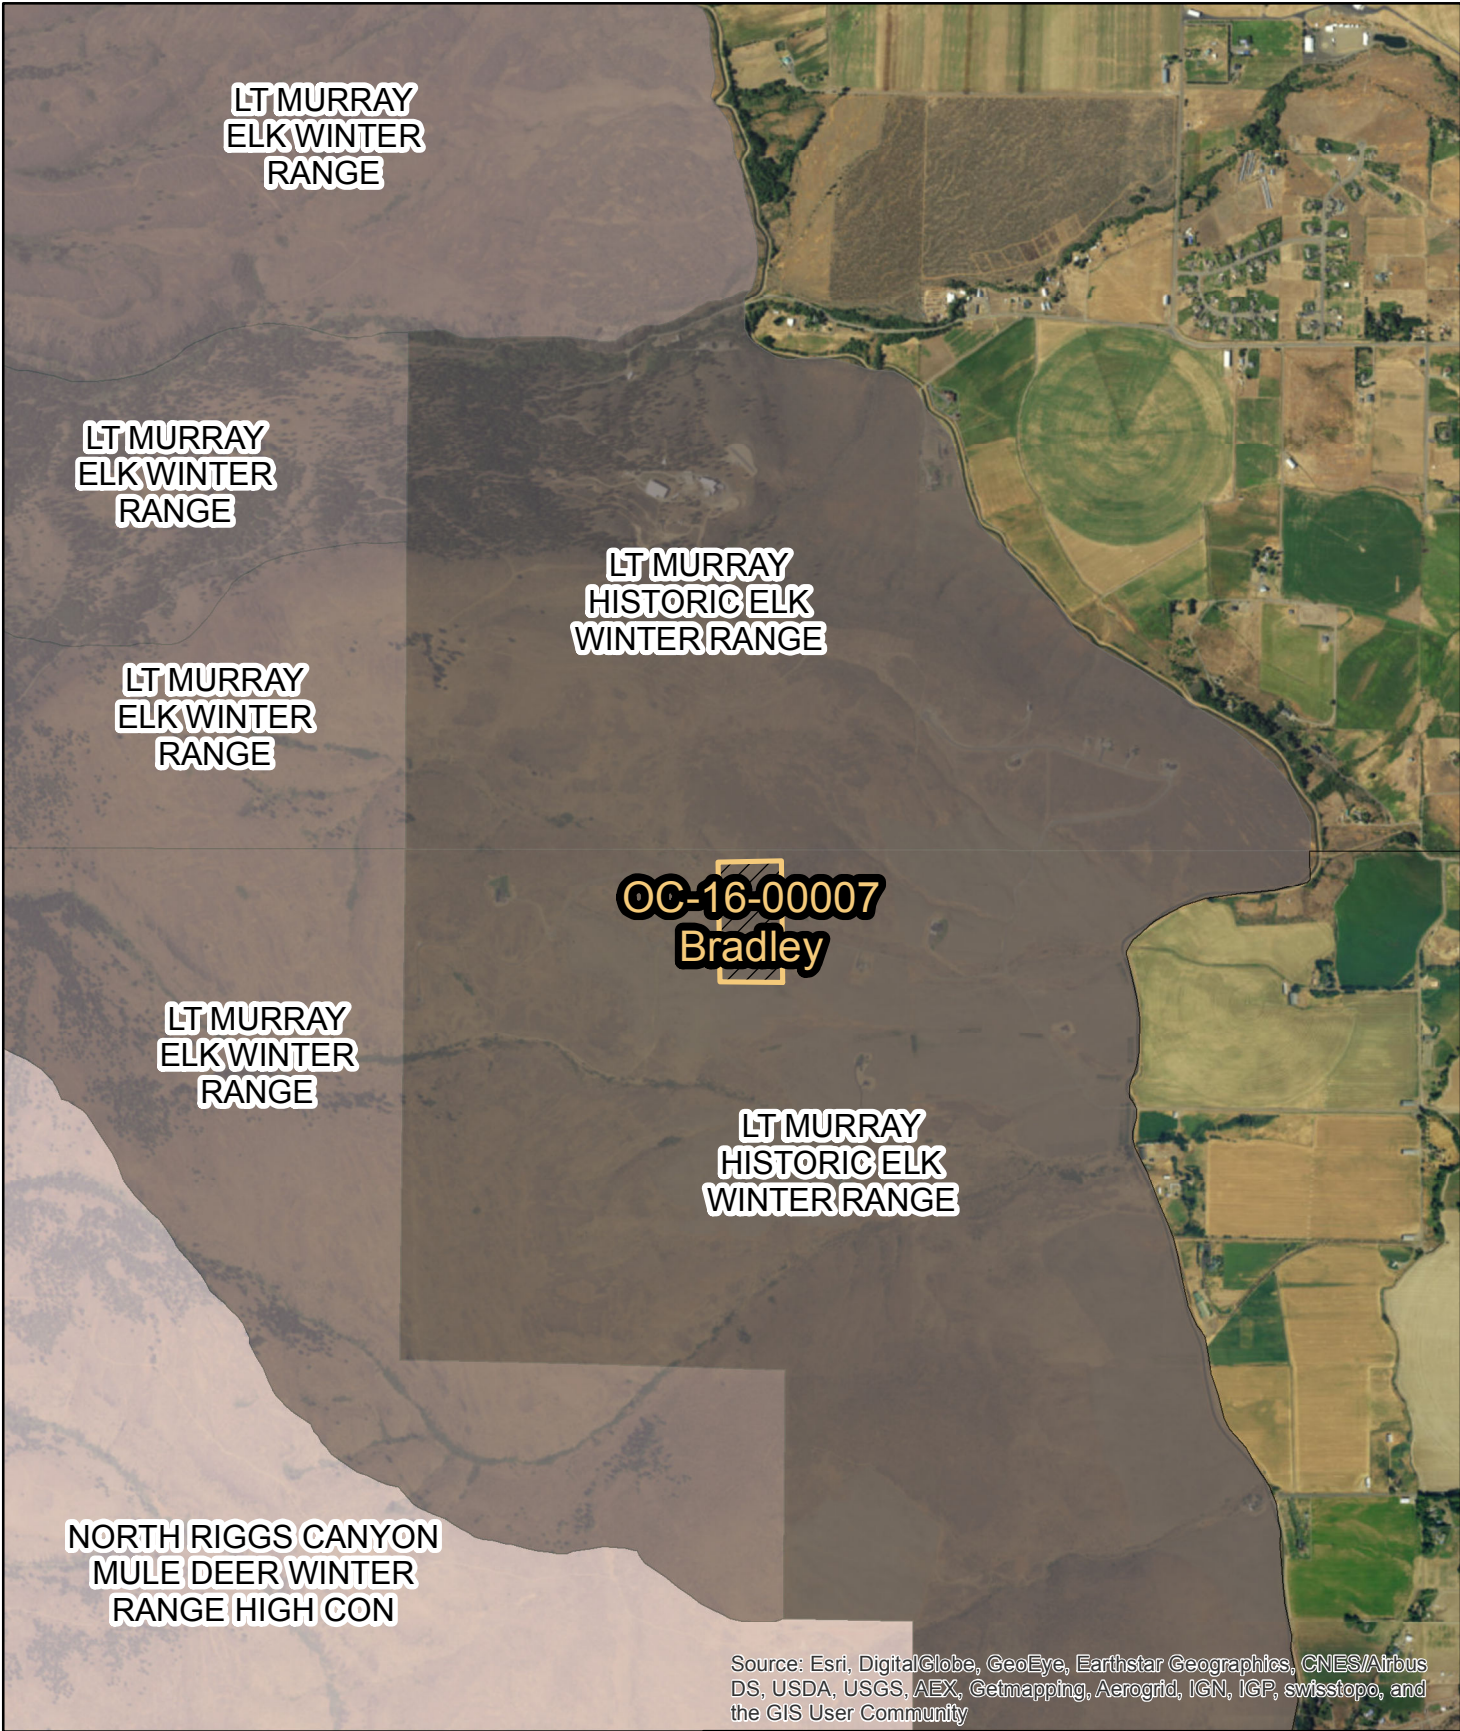 LT MURRAY
ELK WINTER
RANGE
LT MURRAY
ELK WINTER
RANGE
LT MURRAY
HISTORIC ELK
WINTER RANGE
LT MURRAY
ELK WINTER
RANGE
OC-16-00007
Bradley
LT MURRAY
ELK WINTER
RANGE
LT MURRAY
HISTORIC ELK
WINTER RANGE
NORTH RIGGS CANYON
MULE DEER WINTER
RANGE HIGH CON
Source: Esri, DigitalGlobe, GeoEye, Earthstar Geographics, CNES/Airbus
DS, USDA, USGS, AEX, Getmapping, Aerogrid, IGN, IGP, swisstopo, and
the GIS User Community